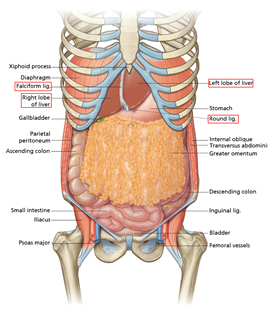 Xiphoid process
Diaphragm
Falciform lig.
Right lobe
of liver
Gallbladder
Parietal
peritoneum
Ascending colon
Small intestine
Iliacus
Psoas major
Left lobe of liver
Stomach
Round lig.
Internal oblique
Transversus abdomini
Greater omentum
Descending colon
Inguinal lig.
Bladder
Femoral vessels